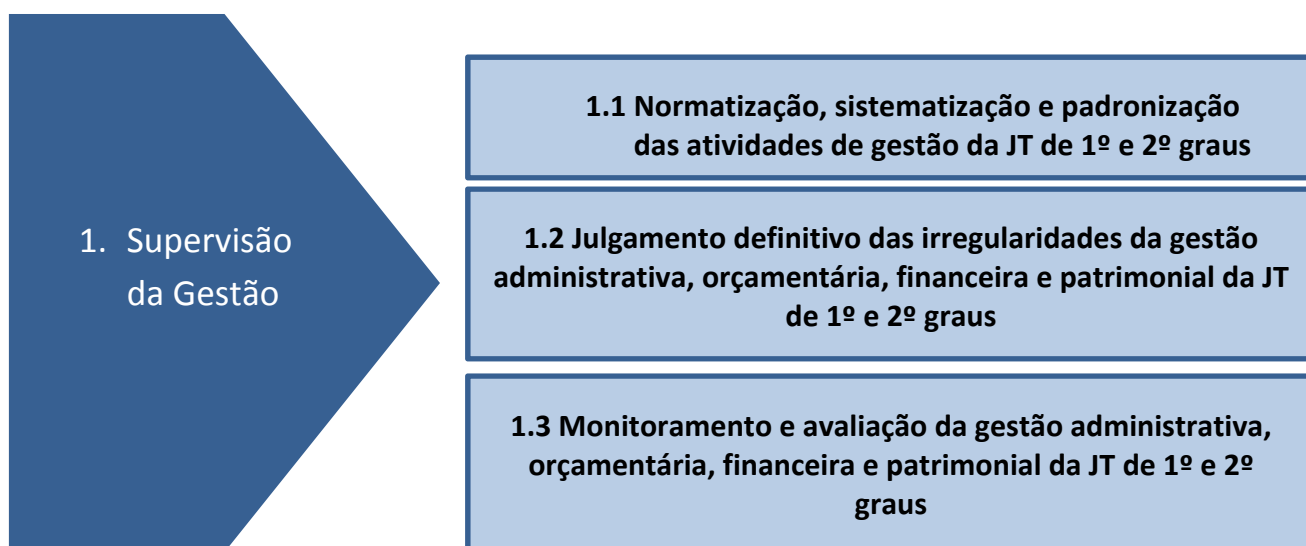 1. Supervisão
da Gestão
1.1 Normatização, sistematização e padronização
das atividades de gestão da JT de 1º e 2º graus
1.2 Julgamento definitivo das irregularidades da gestão
administrativa, orçamentária, financeira e patrimonial da JT
de 1º e 2º graus
1.3 Monitoramento e avaliação da gestão administrativa,
orçamentária, financeira e patrimonial da JT de 1º e 2º
graus